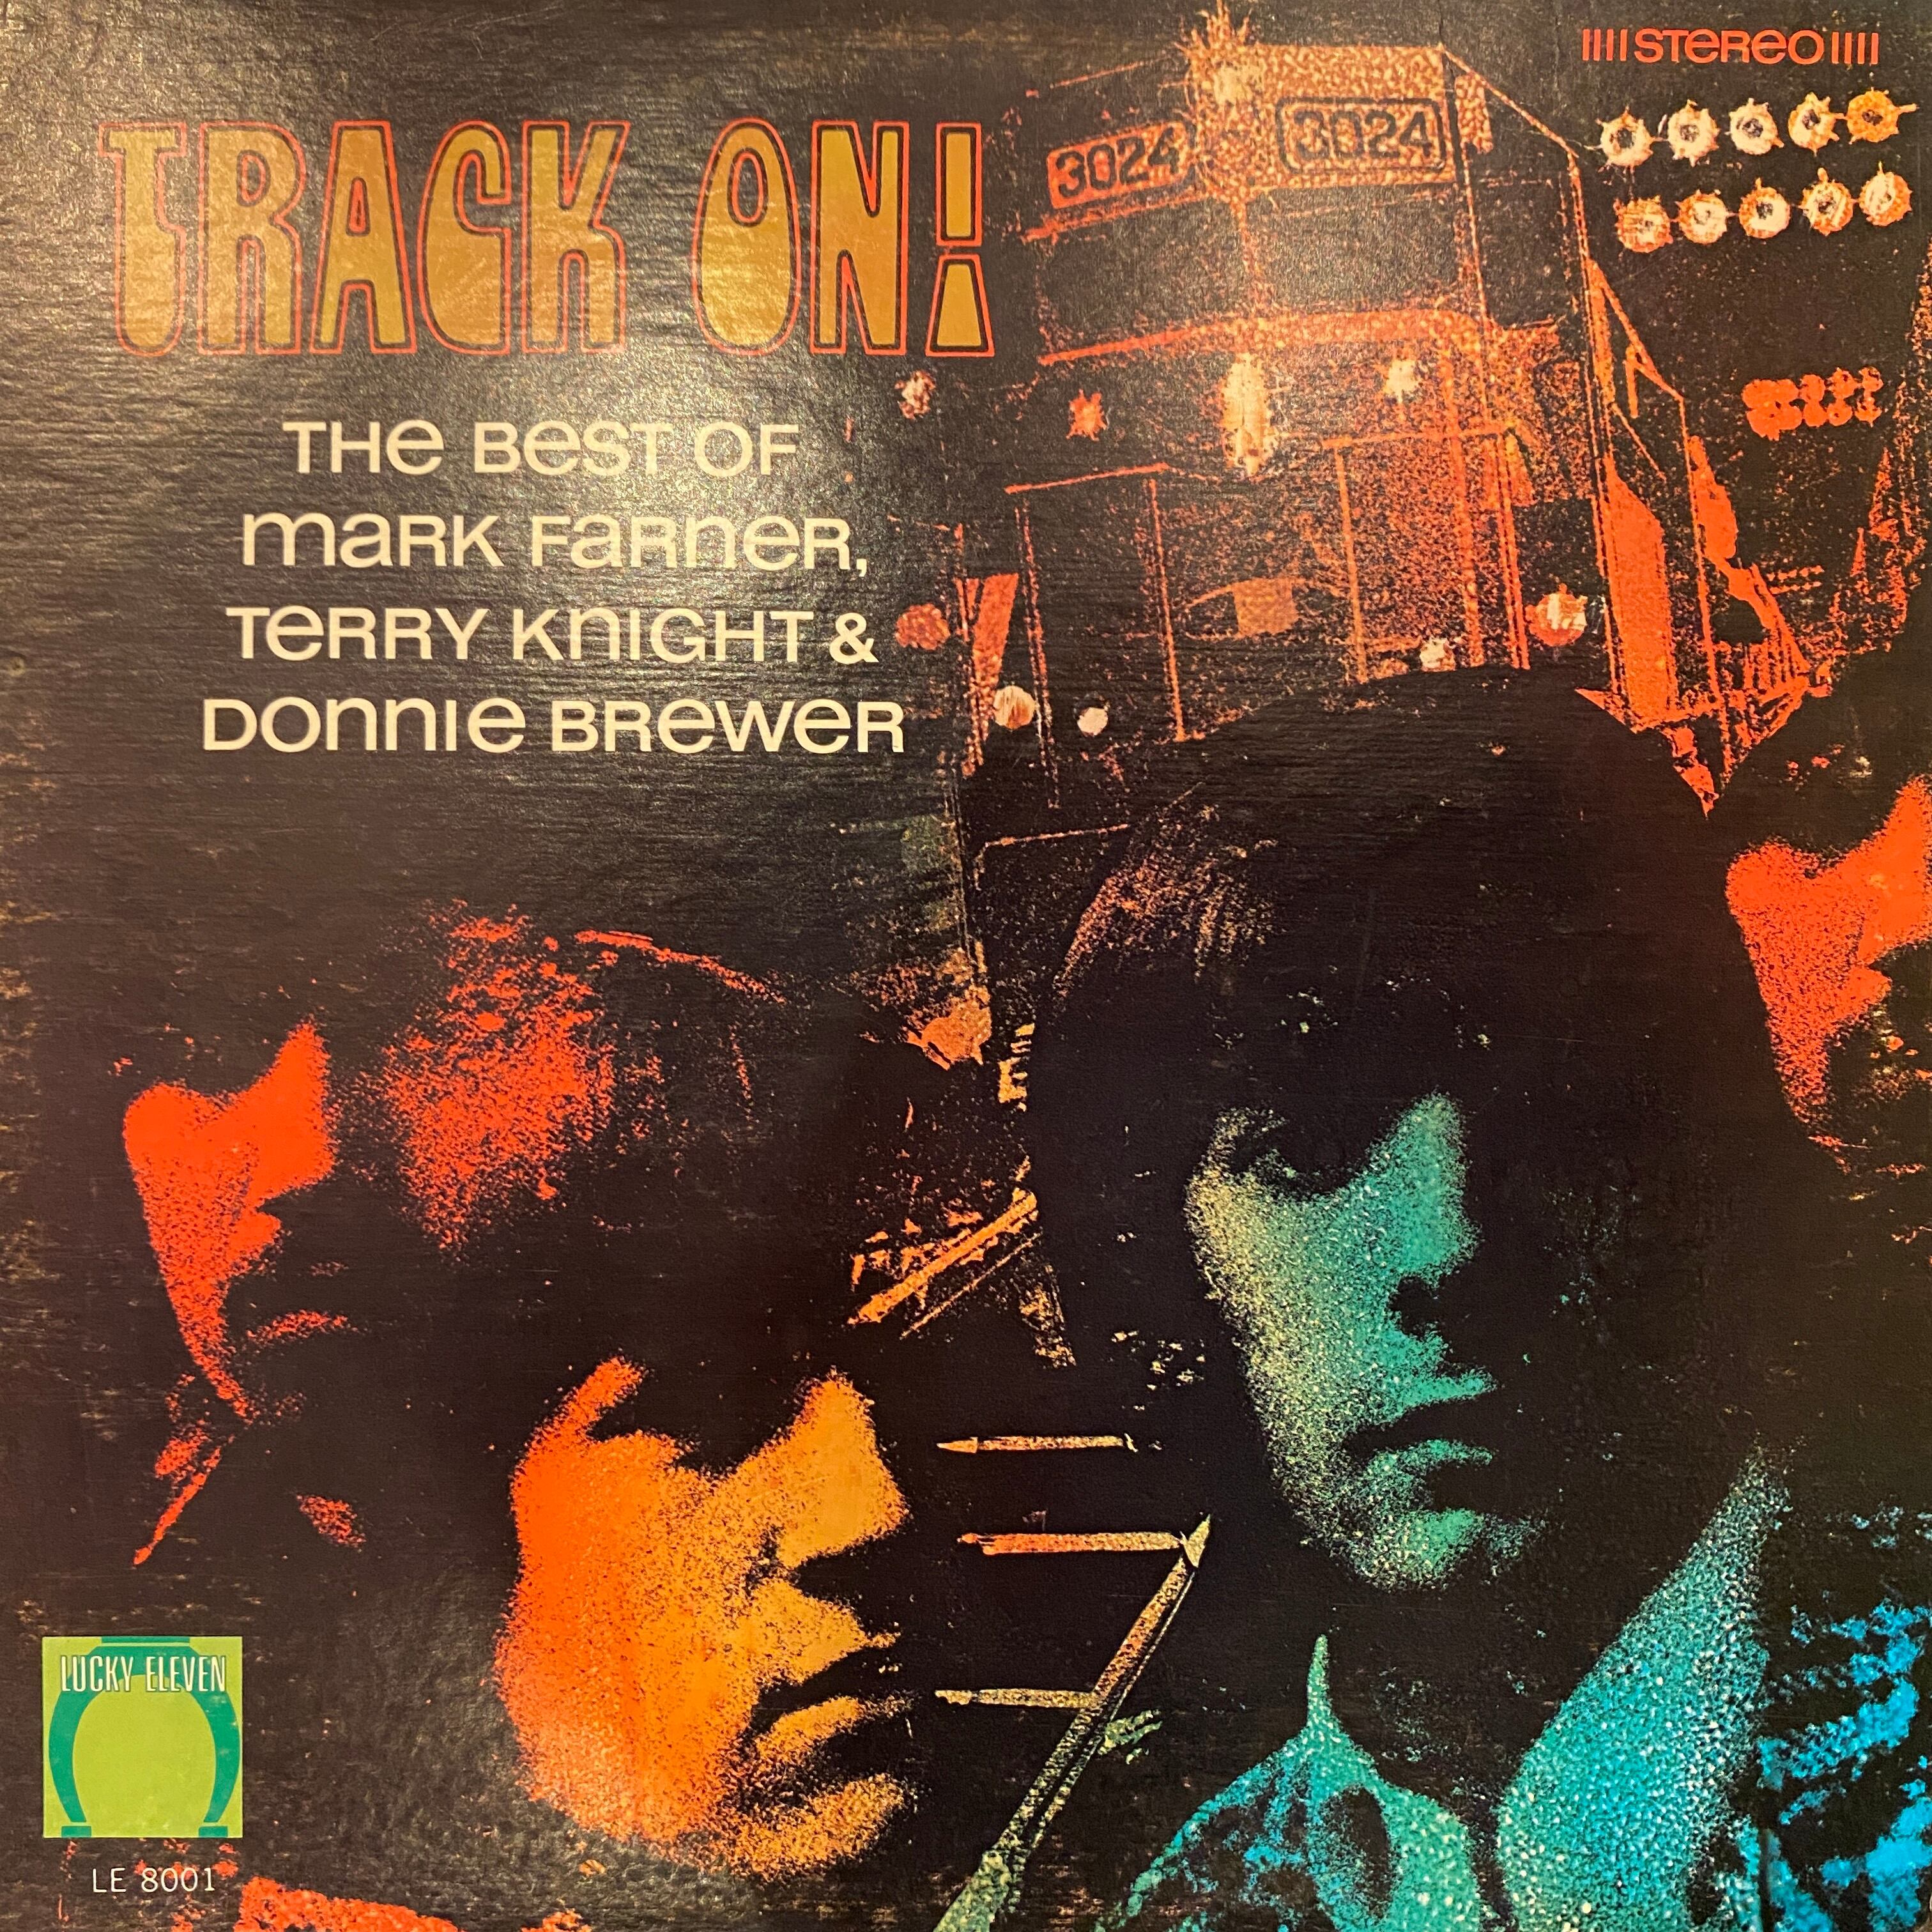 STEREO
TRACK ON!
3024 3024
THE BEST OF
MARK FARNER,
TERRY KNIGHT &
DONNIE BREWER
LUCKY ELEVEN
LE 8001